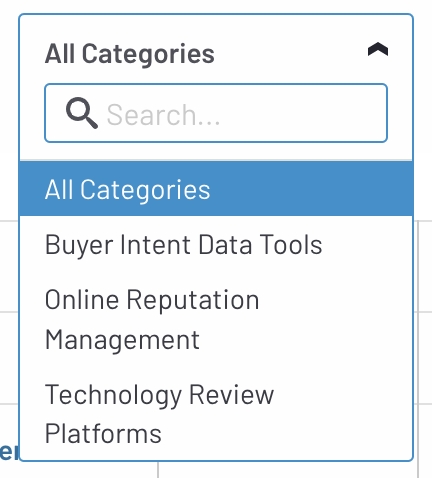 All Categories
Search...
All Categories
Buyer Intent Data Tools
Online Reputation
Management
Technology Review
Platforms